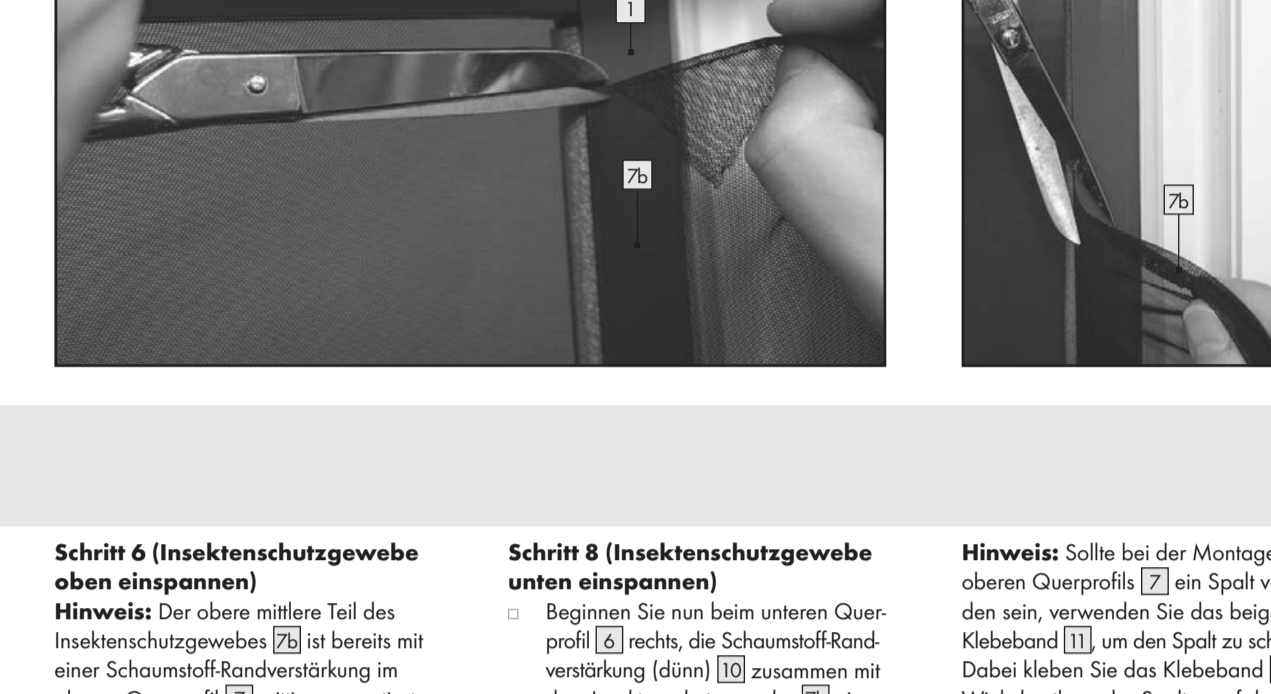 1
7b
7b
Schritt 6 (Insektenschutzgewebe
oben einspannen)
Hinweis: Der obere mittlere Teil des
Insektenschutzgewebes 7b ist bereits mit
einer Schaumstoff-Randverstärkung im
Schritt 8 (Insektenschutzgewebe
unten einspannen)
□ Beginnen Sie nun beim unteren Quer-
profil 6 rechts, die Schaumstoff-Rand-
verstärkung (dünn) 10 zusammen mit
Hinweis: Sollte bei der Montage
oberen Querprofils 7 ein Spalt
den sein, verwenden Sie das
Klebeband 11, um den Spalt zu
Dabei kleben Sie das Klebeband